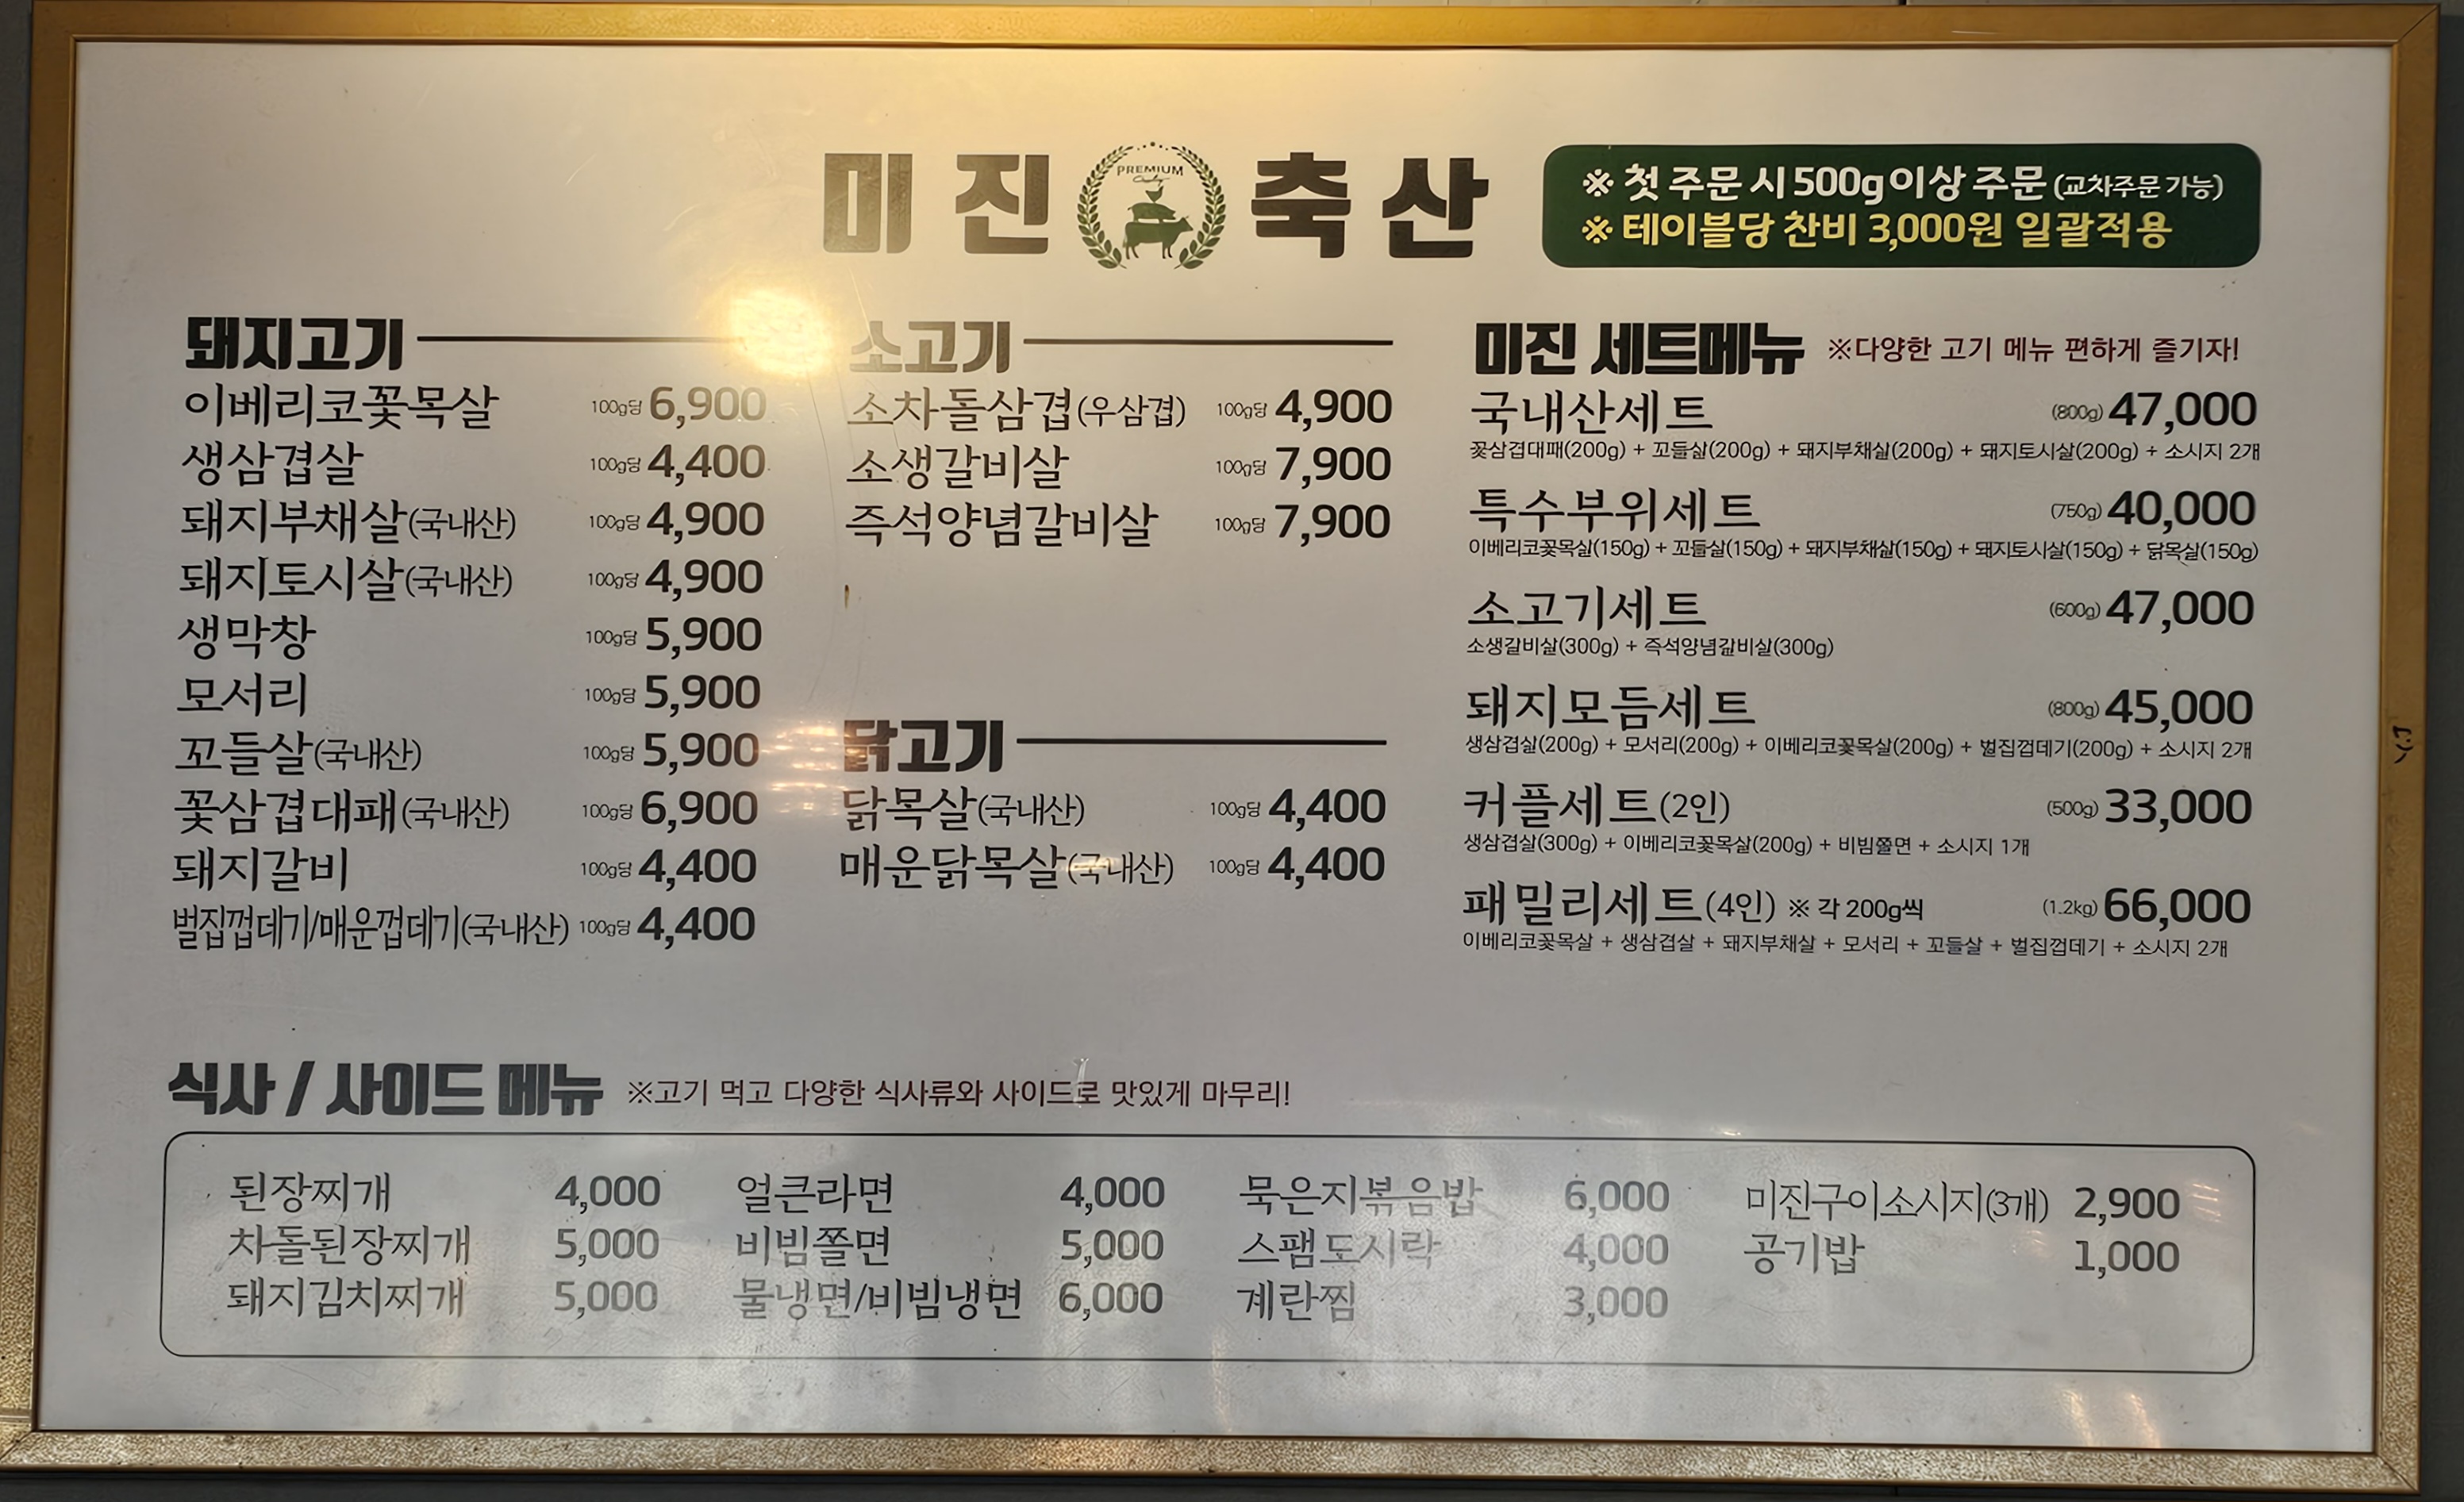 미진 축산
PREMIUM
※ 첫 주문 시 500g이상 주문 (교차주문 가능)
※ 테이블당 찬비 3,000원 일괄적용
돼지고기
이베리코꽃목살 100g당 6,900
생삼겹살 100g당 4,400
돼지부채살(국내산) 100g당 4,900
돼지토시살(국내산) 100g당 4,900
생막창 100g당 5,900
모서리 100g당 5,900
꼬들살(국내산) 100g당 5,900
꽃삼겹대패(국내산) 100g당 6,900
돼지갈비 100g당 4,400
벌집껍데기/매운껍데기(국내산) 100g당 4,400
소고기
소차돌삼겹(우삼겹) 100g당 4,900
소생갈비살 100g당 7,900
즉석양념갈비살 100g당 7,900
닭고기
닭목살(국내산) 100g당 4,400
매운닭목살(국내산) 100g당 4,400
미진 세트메뉴 ※다양한 고기 메뉴 편하게 즐기자!
국내산세트 (800g) 47,000
꽃삼겹대패(200g) + 꼬들살(200g) + 돼지부채살(200g) + 돼지토시살(200g) + 소시지 2개
특수부위세트 (750g) 40,000
이베리코꽃목살(150g) + 꼬들살(150g) + 돼지부채살(150g) + 돼지토시살(150g) + 닭목살(150g)
소고기세트 (600g) 47,000
소생갈비살(300g) + 즉석양념갈비살(300g)
돼지모듬세트 (800g) 45,000
생삼겹살(200g) + 모서리(200g) + 이베리코꽃목살(200g) + 벌집껍데기(200g) + 소시지 2개
커플세트(2인) (500g) 33,000
생삼겹살(300g) + 이베리코꽃목살(200g) + 비빔쫄면 + 소시지 1개
패밀리세트(4인) ※ 각 200g씩 (1.2kg) 66,000
이베리코꽃목살 + 생삼겹살 + 돼지부채살 + 모서리 + 꼬들살 + 벌집껍데기 + 소시지 2개
식사 / 사이드 메뉴 ※고기 먹고 다양한 식사류와 사이드로 맛있게 마무리!
된장찌개 4,000
차돌된장찌개 5,000
돼지김치찌개 5,000
얼큰라면 4,000
비빔쫄면 5,000
물냉면/비빔냉면 6,000
묵은지볶음밥 6,000
스팸도시락 4,000
계란찜 3,000
미진구이소시지(3개) 2,900
공기밥 1,000